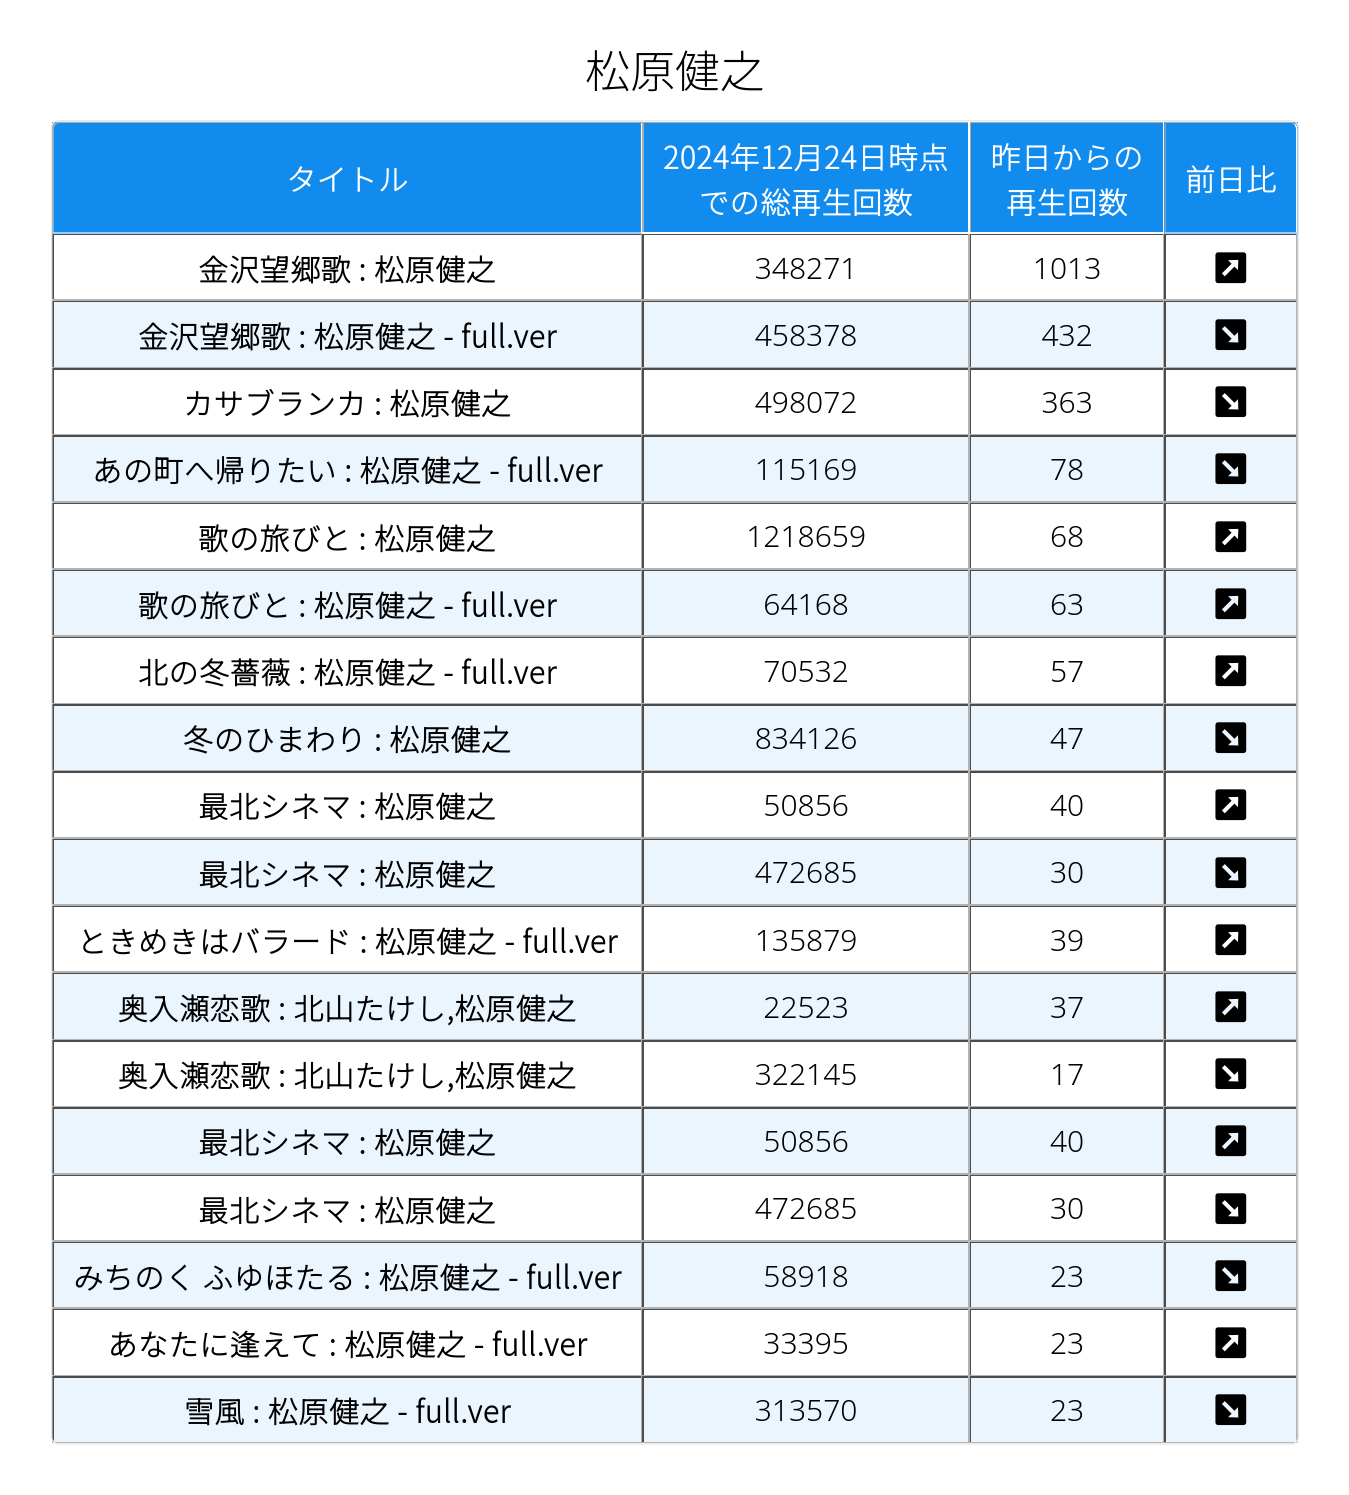 松原健之
タイトル
2024年12月24日時点
での総再生回数
昨日からの
再生回数
前日比
金沢望郷歌 : 松原健之 348271 1013 ↗
金沢望郷歌 : 松原健之 - full.ver 458378 432 ↘
カサブランカ : 松原健之 498072 363 ↘
あの町へ帰りたい : 松原健之 - full.ver 115169 78 ↘
歌の旅びと : 松原健之 1218659 68 ↗
歌の旅びと : 松原健之 - full.ver 64168 63 ↗
北の冬薔薇 : 松原健之 - full.ver 70532 57 ↗
冬のひまわり : 松原健之 834126 47 ↘
最北シネマ : 松原健之 50856 40 ↗
最北シネマ : 松原健之 472685 30 ↘
ときめきはバラード : 松原健之 - full.ver 135879 39 ↗
奥入瀬恋歌 : 北山たけし,松原健之 22523 37 ↗
奥入瀬恋歌 : 北山たけし,松原健之 322145 17 ↘
最北シネマ : 松原健之 50856 40 ↗
最北シネマ : 松原健之 472685 30 ↘
みちのく ふゆほたる : 松原健之 - full.ver 58918 23 ↘
あなたに逢えて : 松原健之 - full.ver 33395 23 ↗
雪風 : 松原健之 - full.ver 313570 23 ↘